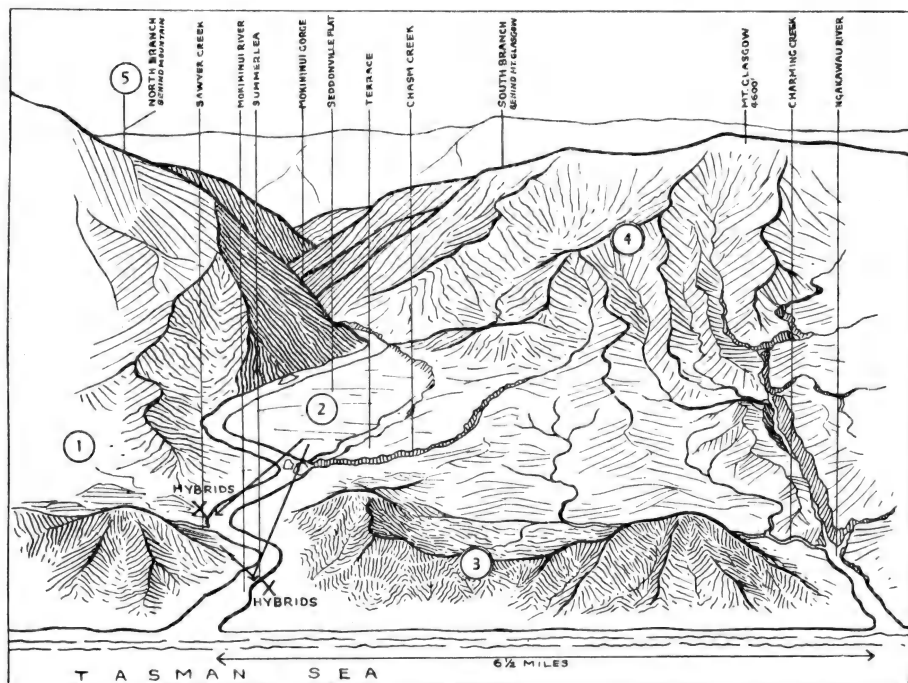 5
NORTH BRANCH
BEHIND MOUNTAIN
SAWYER CREEK
MOKIHINUI RIVER
SUMMERLEA
MOKIHINUI GORGE
SEDDONVILLE FLAT
TERRACE
CHASM CREEK
SOUTH BRANCH
BEHIND MT. GLASGOW
MT. GLASGOW
4600'
CHARMING CREEK
NGAKAWAU RIVER
4
2
1
HYBRIDS
3
HYBRIDS
6½ MILES
TASMAN SEA